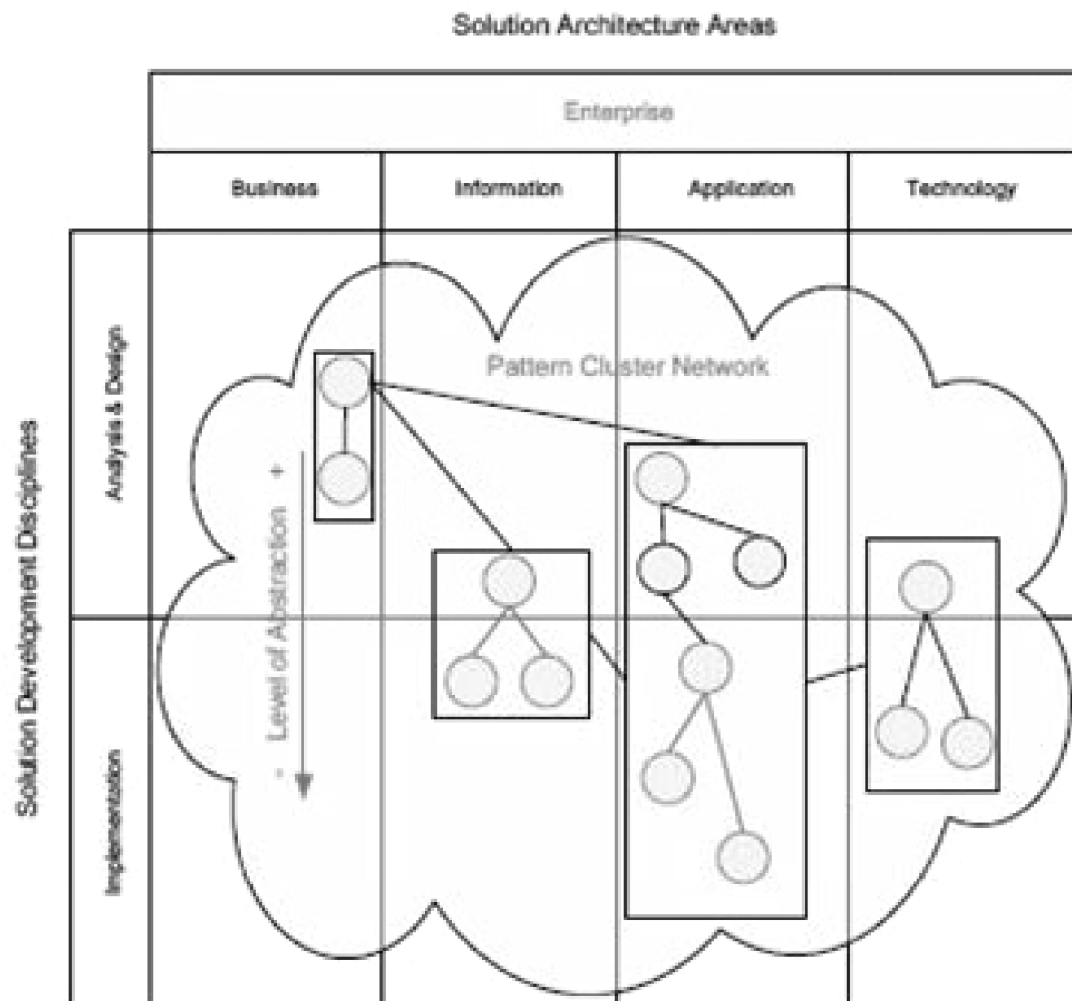 Solution Architecture Areas
Enterprise
Business
Information
Application
Technology
Solution Development Disciplines
Analysis & Design
Pattern Cluster Network
- Level of Abstraction +
Implementation